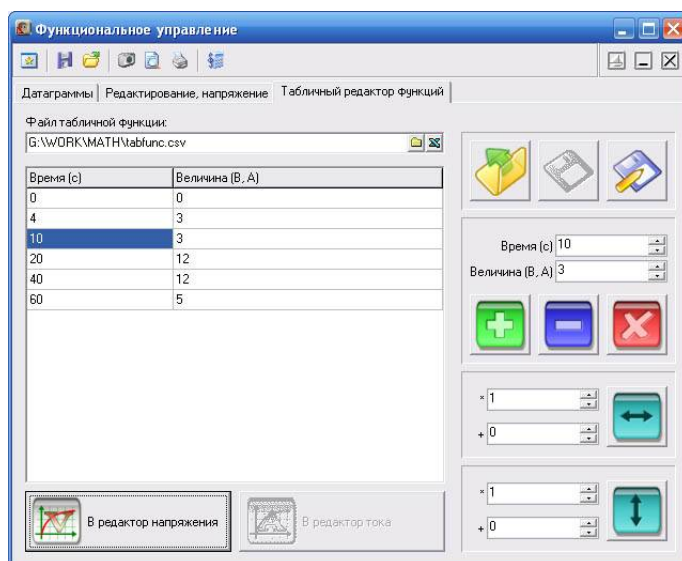 Функциональное управление
Датаграммы Редактирование, напряжение Табличный редактор функций
Файл табличной функции:
G:\WORK\MATH\tabfunc.csv
Время (с) Величина (В, А)
0 0
4 3
10 3
20 12
40 12
60 5
Время (с) 10
Величина (В, А) 3
× 1
+ 0
× 1
+ 0
В редактор напряжения
В редактор тока